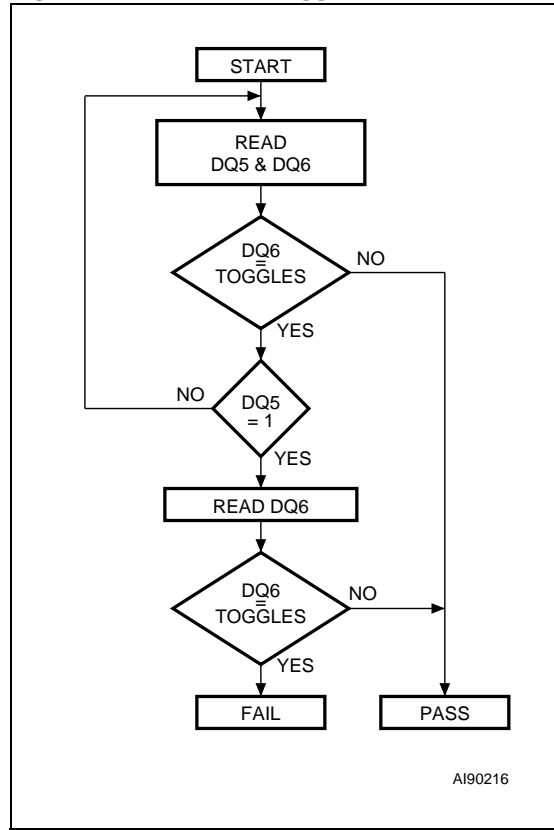 START
READ
DQ5 & DQ6
DQ6
=
TOGGLES
NO
YES
NO
DQ5
= 1
YES
READ DQ6
DQ6
=
TOGGLES
NO
YES
FAIL
PASS
AI90216